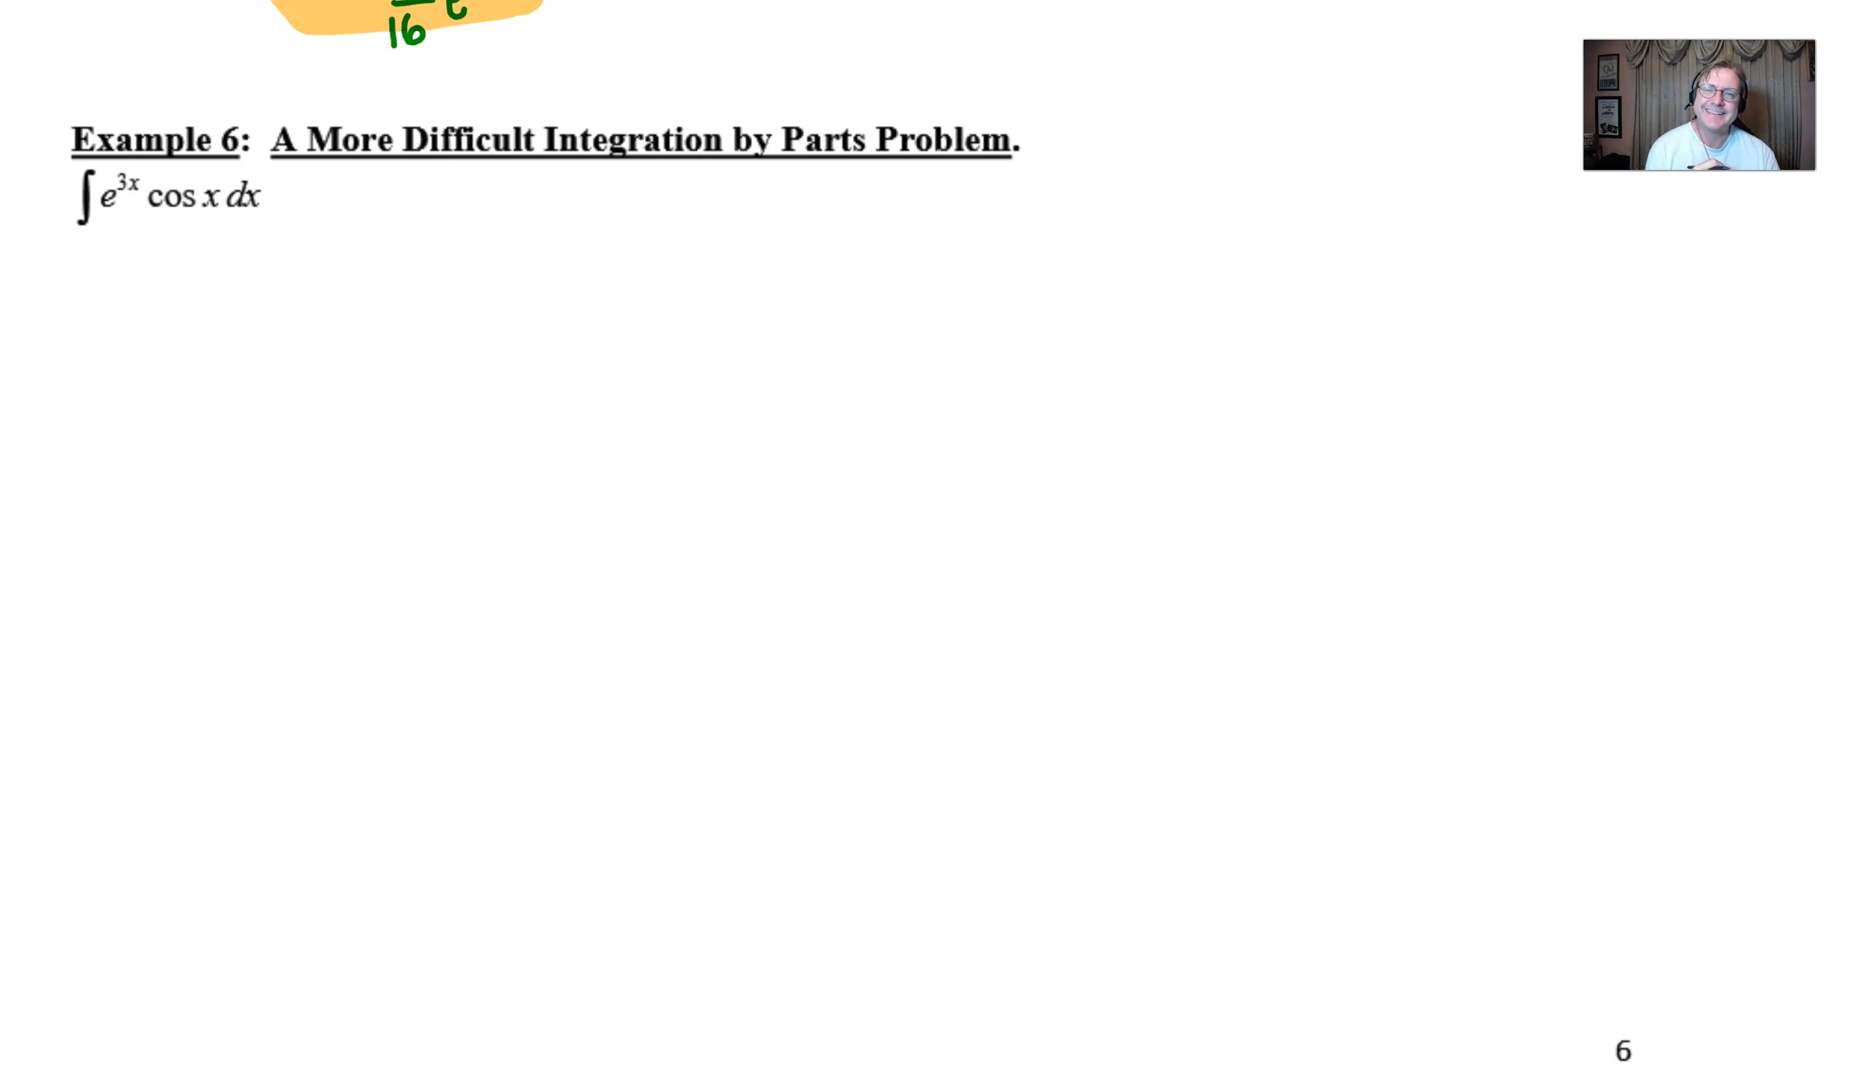 16
Example 6: A More Difficult Integration by Parts Problem.
∫ e^{3x} cos x dx
6